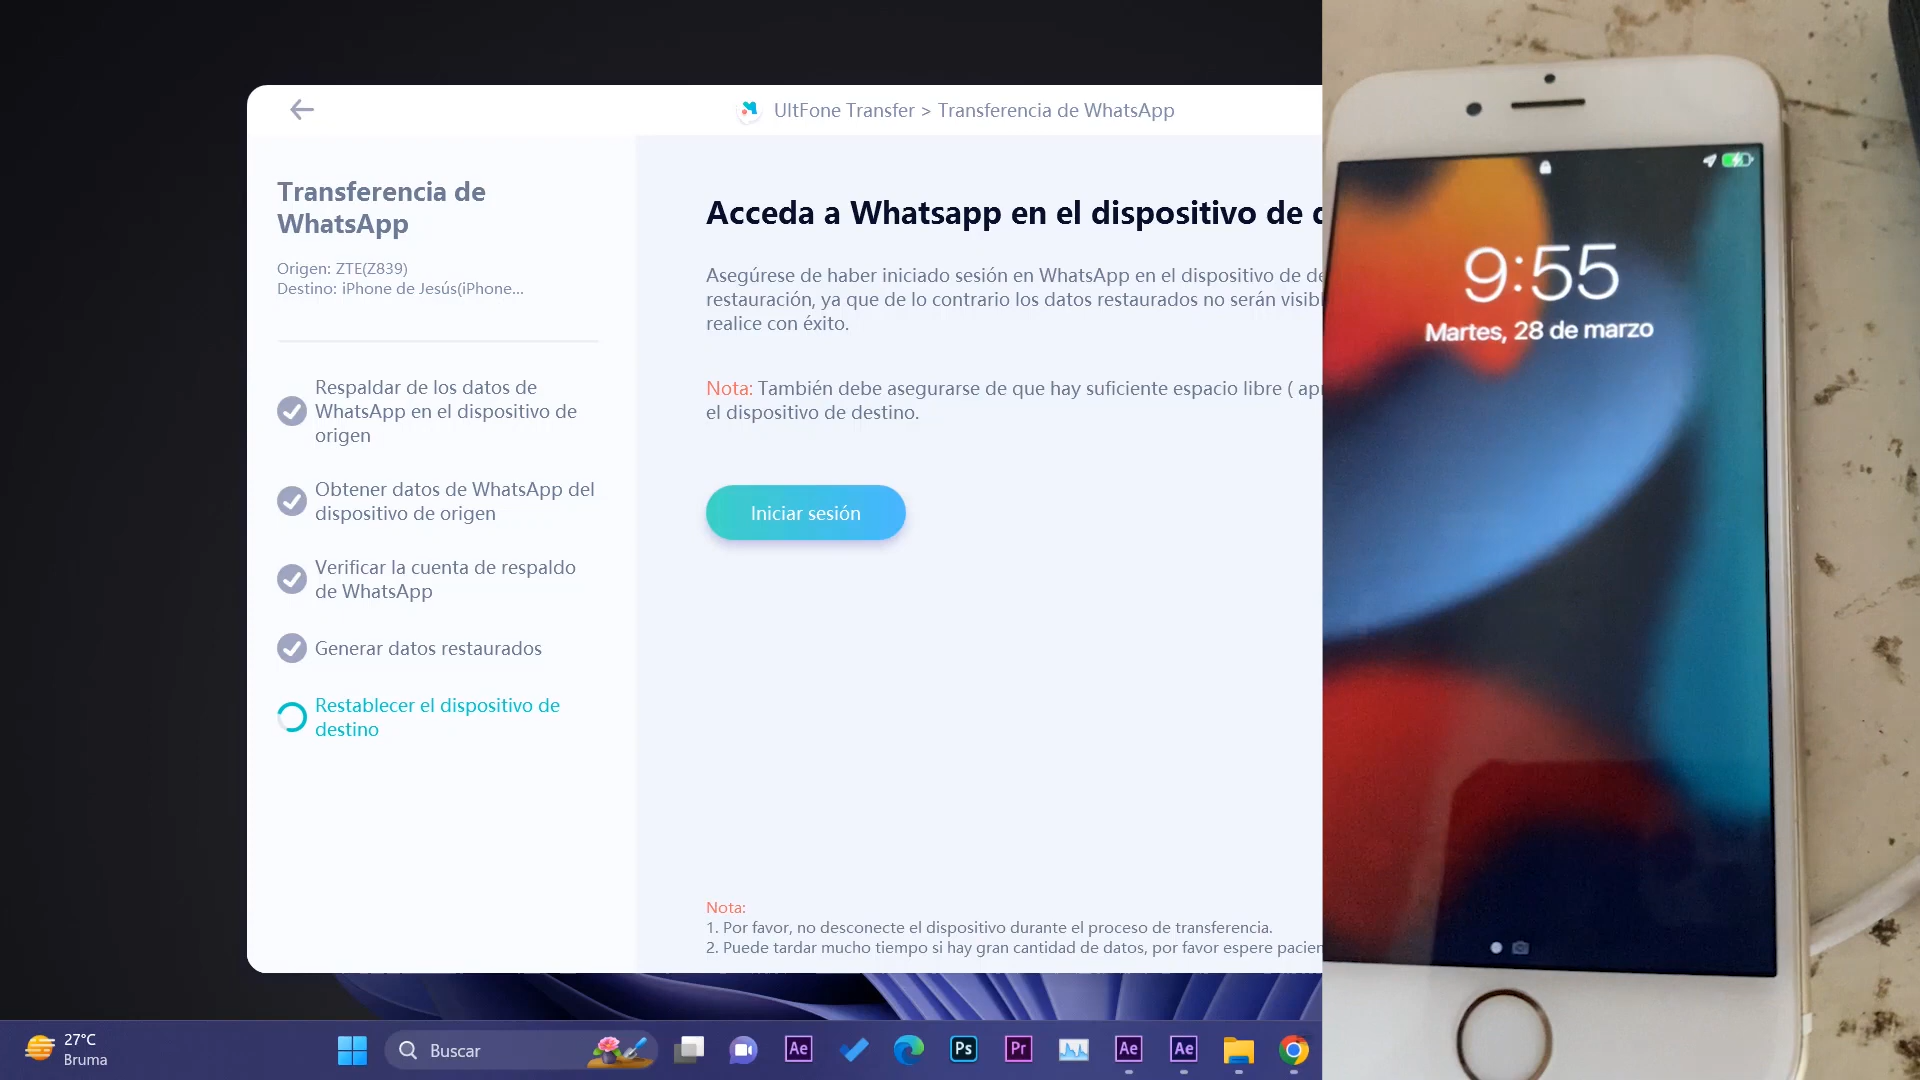 UltFone Transfer > Transferencia de WhatsApp
Transferencia de
WhatsApp
Origen: ZTE(Z839)
Destino: iPhone de Jesús(iPhone...
Respaldar de los datos de
WhatsApp en el dispositivo de
origen
Obtener datos de WhatsApp del
dispositivo de origen
Verificar la cuenta de respaldo
de WhatsApp
Generar datos restaurados
Restablecer el dispositivo de
destino
Acceda a Whatsapp en el dispositivo de
Asegúrese de haber iniciado sesión en WhatsApp en el dispositivo de
restauración, ya que de lo contrario los datos restaurados no serán
realice con éxito.
Nota: También debe asegurarse de que hay suficiente espacio libre (
el dispositivo de destino.
Iniciar sesión
Nota:
1. Por favor, no desconecte el dispositivo durante el proceso de transferencia.
2. Puede tardar mucho tiempo si hay gran cantidad de datos, por favor espere
9:55
Martes, 28 de marzo
27°C
Bruma
Buscar
Ae
Ps
Pr
Ae
Ae